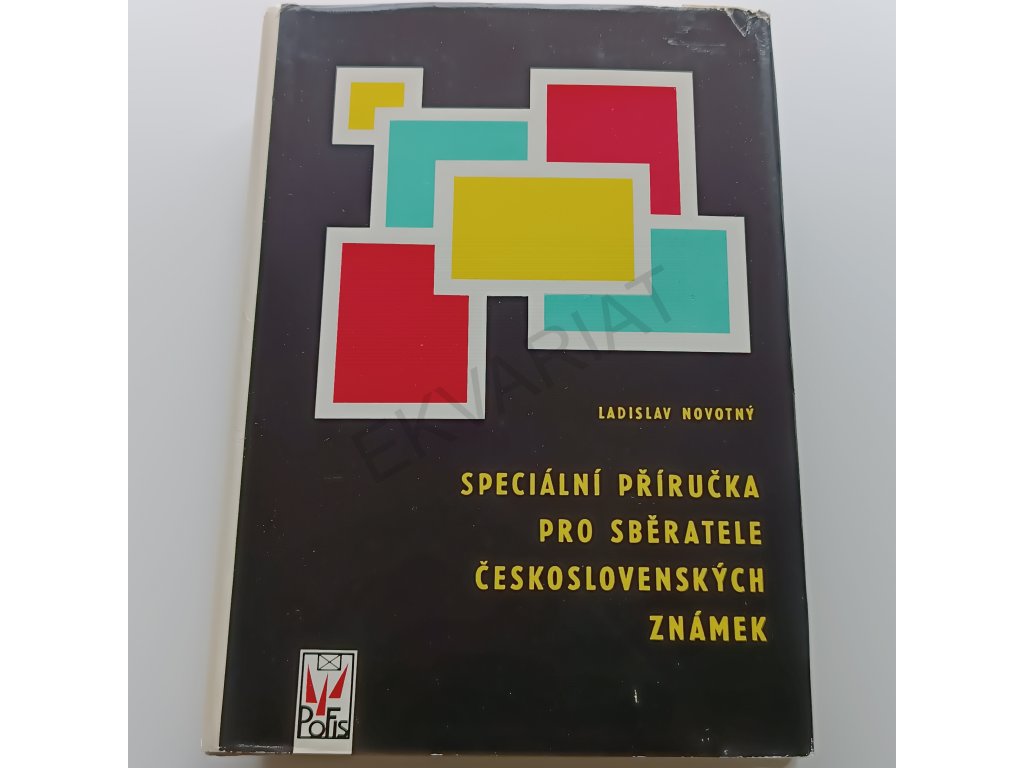 LADISLAV NOVOTNÝ
SPECIÁLNÍ PŘÍRUČKA
PRO SBĚRATELE
ČESKOSLOVENSKÝCH
ZNÁMEK
EKVARIAT
POFIS